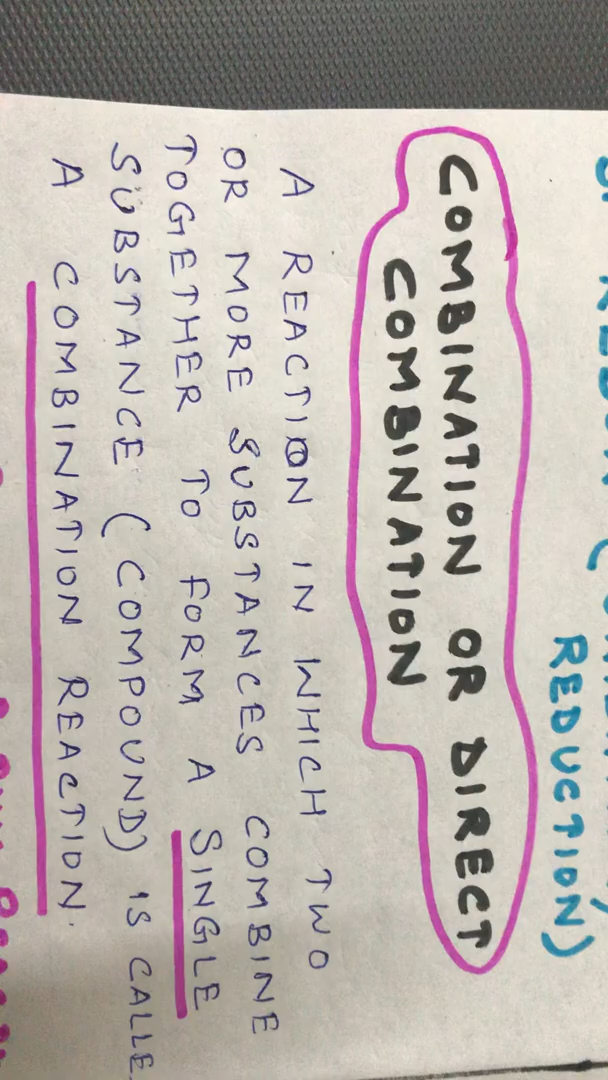 REDUCTION)
COMBINATION OR DIRECT
COMBINATION
A REACTION IN WHICH TWO
OR MORE SUBSTANCES COMBINE
TOGETHER TO FORM A SINGLE
SUBSTANCE (COMPOUND) IS CALLE
A COMBINATION REACTION.